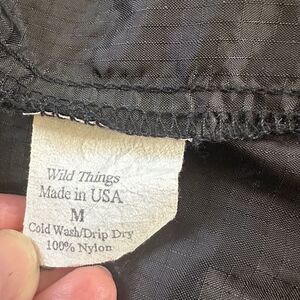 Wild Things
Made in USA
M
Cold Wash/Drip Dry
100% Nylon